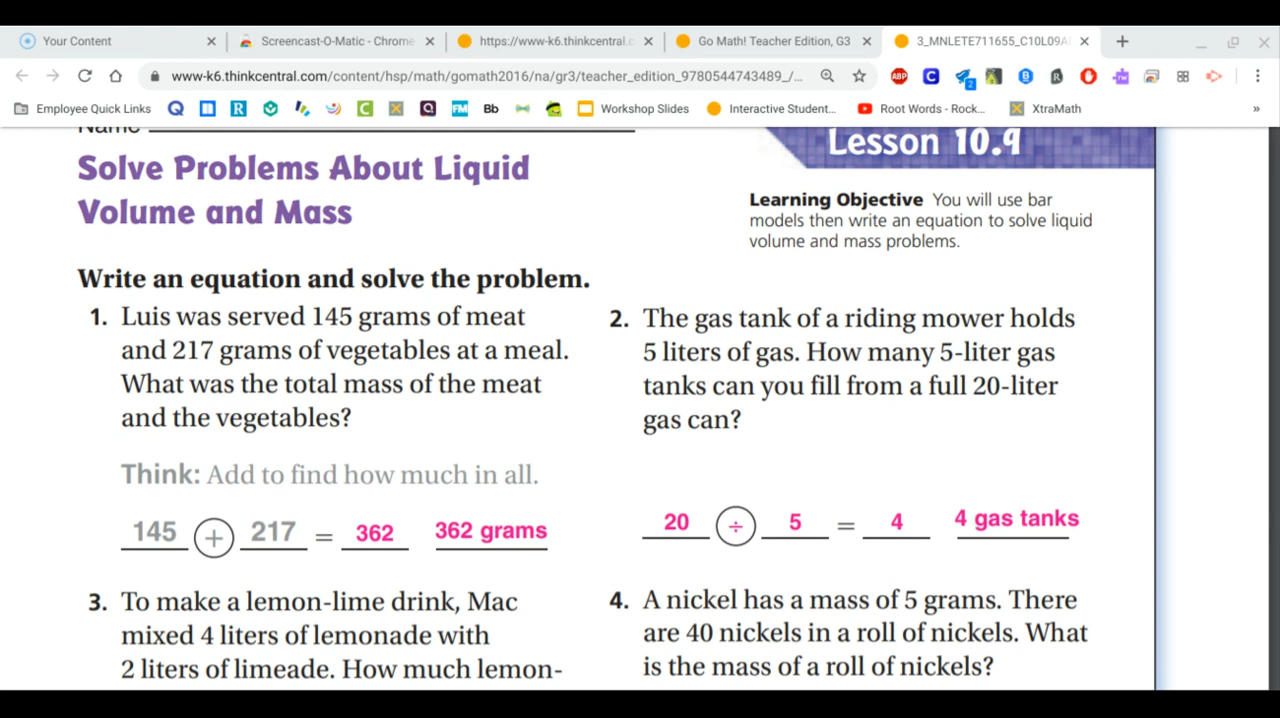 Your Content
Screencast-O-Matic - Chrome
https://www-k6.thinkcentral.c
Go Math! Teacher Edition, G3
3_MNLETE711655_C10L09A
www-k6.thinkcentral.com/content/hsp/math/gomath2016/na/gr3/teacher_edition_9780544743489_/...
ABP
C
2
B
R
Employee Quick Links
Q
R
C
Q
FM
Bb
Workshop Slides
Interactive Student...
Root Words - Rock...
XtraMath
»
Name
Lesson 10.9
Solve Problems About Liquid
Volume and Mass
Learning Objective You will use bar
models then write an equation to solve liquid
volume and mass problems.
Write an equation and solve the problem.
1. Luis was served 145 grams of meat
and 217 grams of vegetables at a meal.
What was the total mass of the meat
and the vegetables?
Think: Add to find how much in all.
145 + 217 = 362 362 grams
2. The gas tank of a riding mower holds
5 liters of gas. How many 5-liter gas
tanks can you fill from a full 20-liter
gas can?
20 ÷ 5 = 4 4 gas tanks
3. To make a lemon-lime drink, Mac
mixed 4 liters of lemonade with
2 liters of limeade. How much lemon-
4. A nickel has a mass of 5 grams. There
are 40 nickels in a roll of nickels. What
is the mass of a roll of nickels?